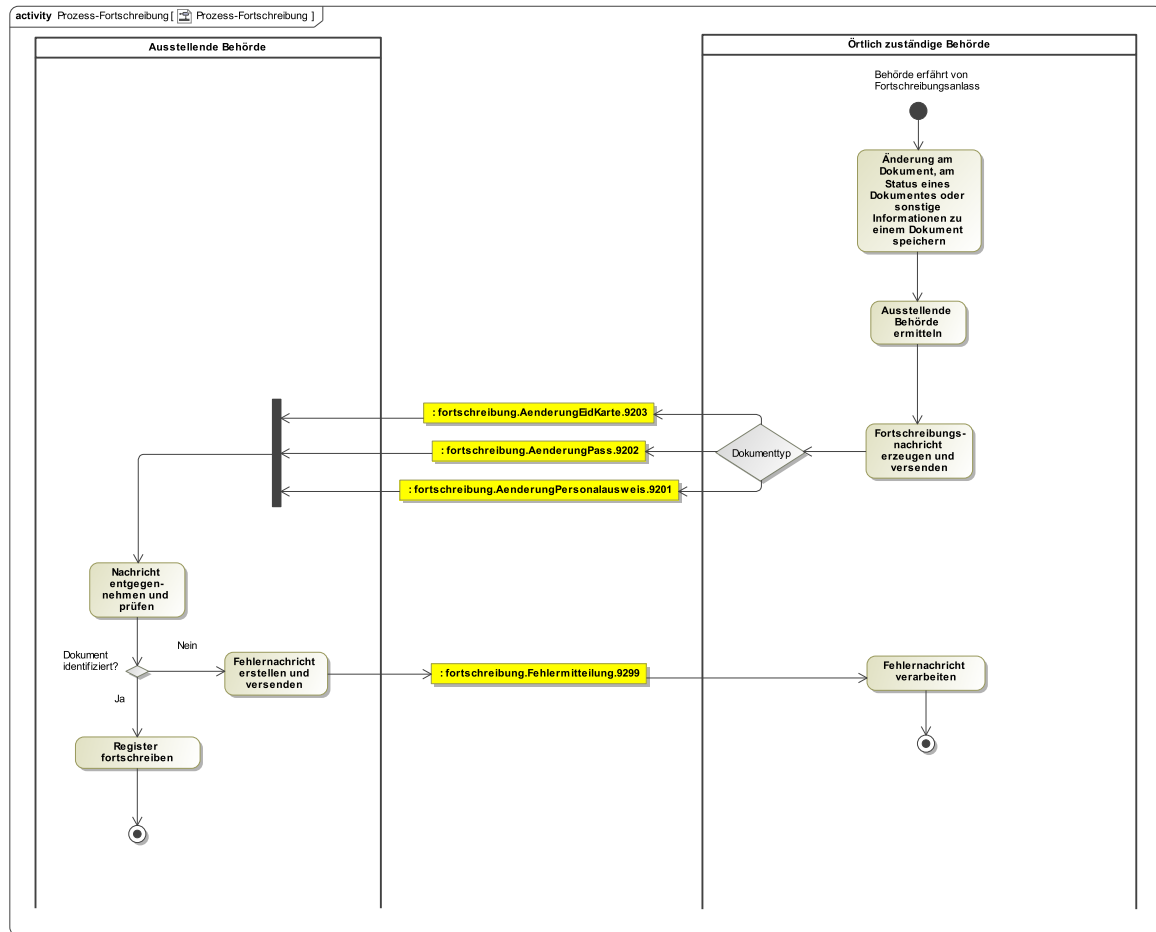 activity Prozess-Fortschreibung [ Prozess-Fortschreibung ]
Ausstellende Behörde
Örtlich zuständige Behörde
Behörde erfährt von
Fortschreibungsanlass
Änderung am
Dokument, am
Status eines
Dokumentes oder
sonstige
Informationen zu
einem Dokument
speichern
Ausstellende
Behörde
ermitteln
Fortschreibungs-
nachricht
erzeugen und
versenden
Dokumenttyp
: fortschreibung.AenderungEidKarte.9203
: fortschreibung.AenderungPass.9202
: fortschreibung.AenderungPersonalausweis.9201
Nachricht
entgegen-
nehmen und
prüfen
Dokument
identifiziert?
Nein
Ja
Fehlernachricht
erstellen und
versenden
: fortschreibung.Fehlermitteilung.9299
Fehlernachricht
verarbeiten
Register
fortschreiben